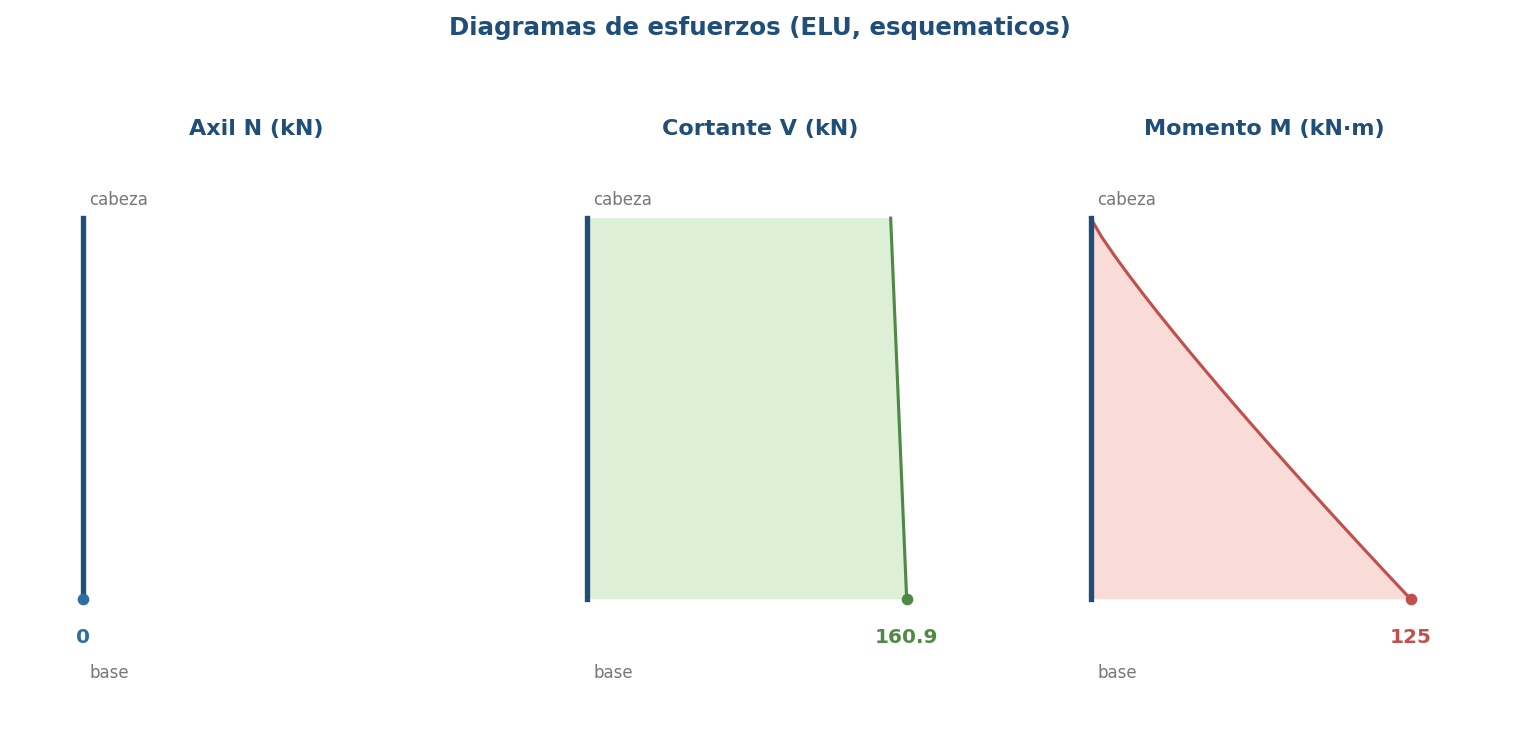 Diagramas de esfuerzos (ELU, esquematicos)
Axil N (kN)
cabeza
0
base
Cortante V (kN)
cabeza
160.9
base
Momento M (kN·m)
cabeza
125
base